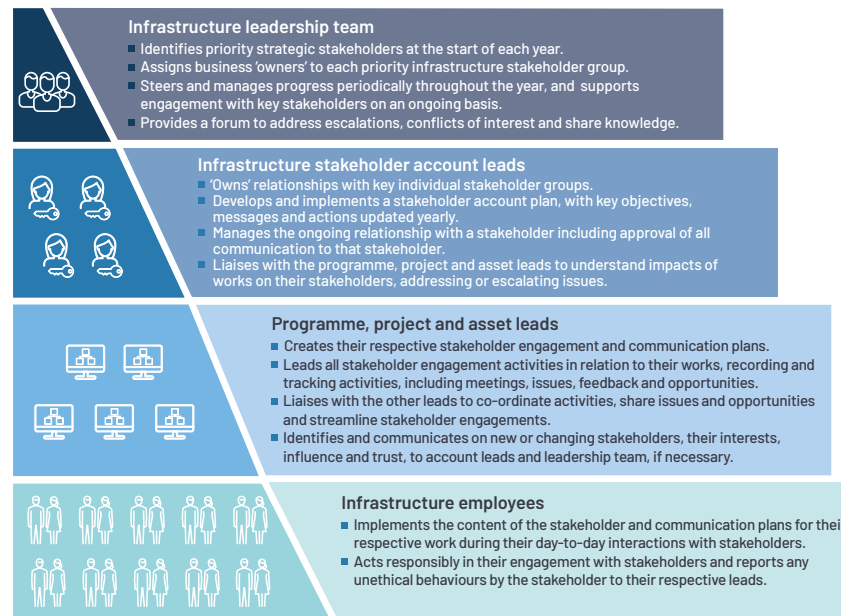 Infrastructure leadership team
Identifies priority strategic stakeholders at the start of each year.
Assigns business 'owners' to each priority infrastructure stakeholder group.
Steers and manages progress periodically throughout the year, and supports
engagement with key stakeholders on an ongoing basis.
Provides a forum to address escalations, conflicts of interest and share knowledge.
Infrastructure stakeholder account leads
'Owns' relationships with key individual stakeholder groups.
Develops and implements a stakeholder account plan, with key objectives,
messages and actions updated yearly.
Manages the ongoing relationship with a stakeholder including approval of all
communication to that stakeholder.
Liaises with the programme, project and asset leads to understand impacts of
works on their stakeholders, addressing or escalating issues.
Programme, project and asset leads
Creates their respective stakeholder engagement and communication plans.
Leads all stakeholder engagement activities in relation to their works, recording and
tracking activities, including meetings, issues, feedback and opportunities.
Liaises with the other leads to co-ordinate activities, share issues and opportunities
and streamline stakeholder engagements.
Identifies and communicates on new or changing stakeholders, their interests,
influence and trust, to account leads and leadership team, if necessary.
Infrastructure employees
Implements the content of the stakeholder and communication plans for thei
respective work during their day-to-day interactions with stakeholders.
Acts responsibly in their engagement with stakeholders and reports any
unethical behaviours by the stakeholder to their respective leads.